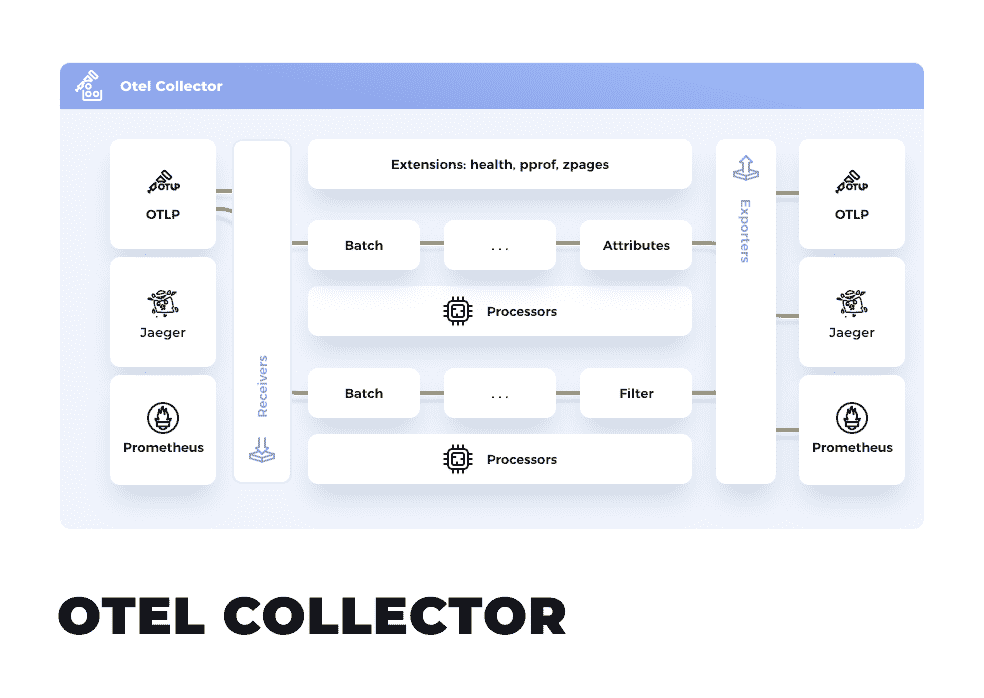 Otel Collector
OTLP
OTLP
Jaeger
Prometheus
Receivers
Extensions: health, pprof, zpages
Batch
...
Attributes
Processors
Batch
...
Filter
Processors
Exporters
OTLP
OTLP
Jaeger
Prometheus
OTEL COLLECTOR